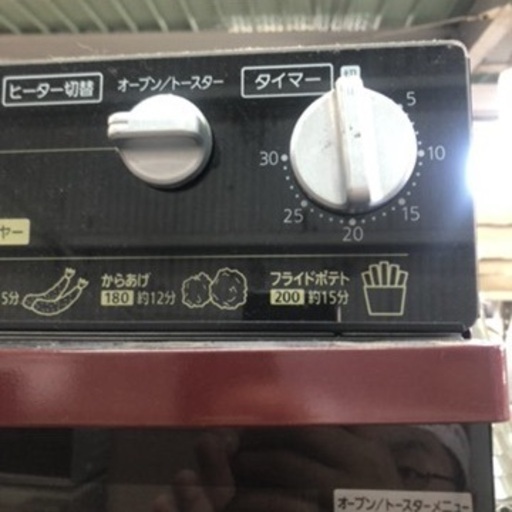 ヒーター切替
オーブン/トースター
タイマー
切
5
10
15
20
25
30
ヤー
5分
からあげ
180 約12分
フライドポテト
200 約15分
オーブン/トースターメニュー